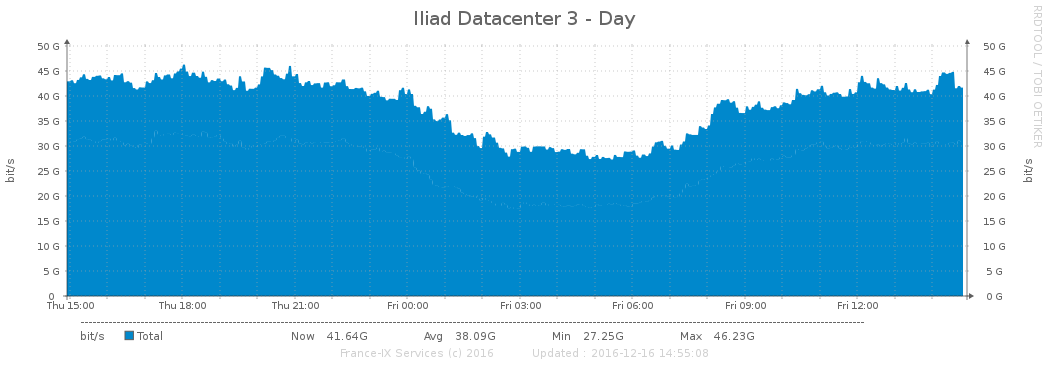 Iliad Datacenter 3 - Day
RRDTOOL / TOBI OETIKER
50 G 50 G
45 G 45 G
40 G 40 G
35 G 35 G
30 G 30 G
25 G 25 G
20 G 20 G
15 G 15 G
10 G 10 G
5 G 5 G
0 0 G
bit/s bit/s
Thu 15:00 Thu 18:00 Thu 21:00 Fri 00:00 Fri 03:00 Fri 06:00 Fri 09:00 Fri 12:00
bit/s Total Now 41.64G Avg 38.09G Min 27.25G Max 46.23G
France-IX Services (c) 2016 Updated : 2016-12-16 14:55:08